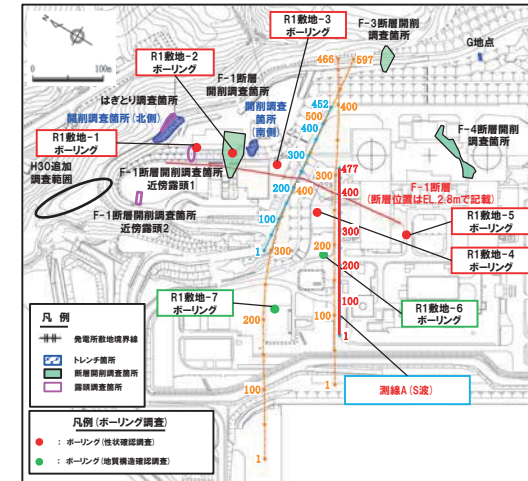 0 100m
R1敷地-2
ボーリング
R1敷地-3
ボーリング
F-3断層開削
調査箇所
G地点
F-1断層
開削調査箇所
はぎとり調査箇所
開削調査箇所(北側)
開削調査
箇所
(南側)
466
597
452
400
500
400
300
400
300
200
100
1
300
R1敷地-1
ボーリング
F-4断層開削
調査箇所
H30追加
調査範囲
F-1断層開削調査箇所
近傍露頭1
F-1断層開削調査箇所
近傍露頭2
477
400
300
200
100
1
F-1断層
(断層位置はEL.2.8mで記載)
R1敷地-5
ボーリング
R1敷地-4
ボーリング
R1敷地-7
ボーリング
R1敷地-6
ボーリング
200
100
1
200
100
1
測線A(S波)
凡 例
発電所敷地境界線
トレンチ箇所
断層開削調査箇所
露頭調査箇所
凡例(ボーリング調査)
: ボーリング(性状確認調査)
: ボーリング(地質構造確認調査)